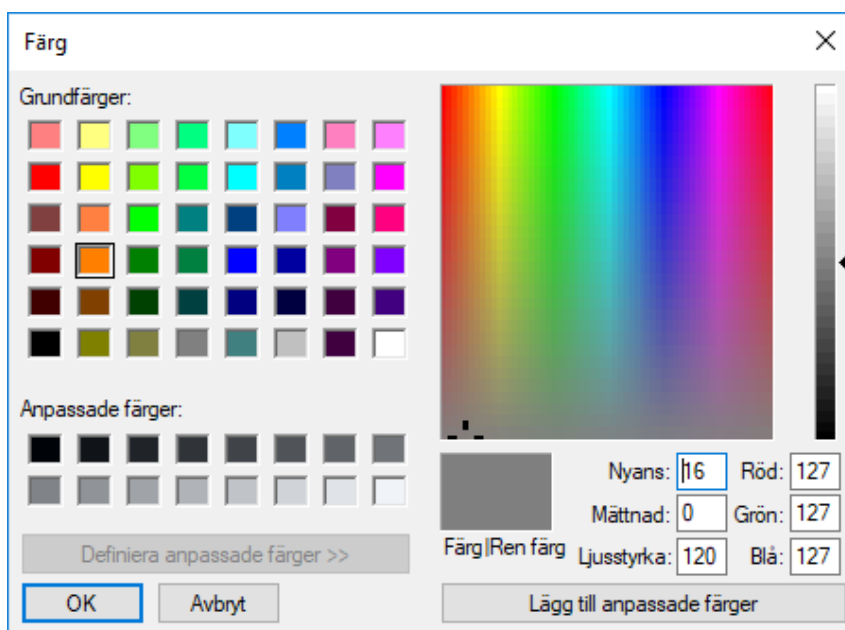 Färg
Grundfärger:
Anpassade färger:
Definiera anpassade färger >>
OK Avbryt
Nyans: 16 Röd: 127
Mättnad: 0 Grön: 127
Färg|Ren färg Ljusstyrka: 120 Blå: 127
Lägg till anpassade färger